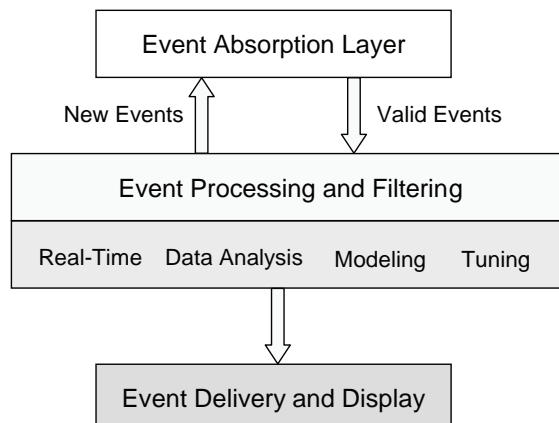 Event Absorption Layer
New Events
Valid Events
Event Processing and Filtering
Real-Time Data Analysis Modeling Tuning
Event Delivery and Display